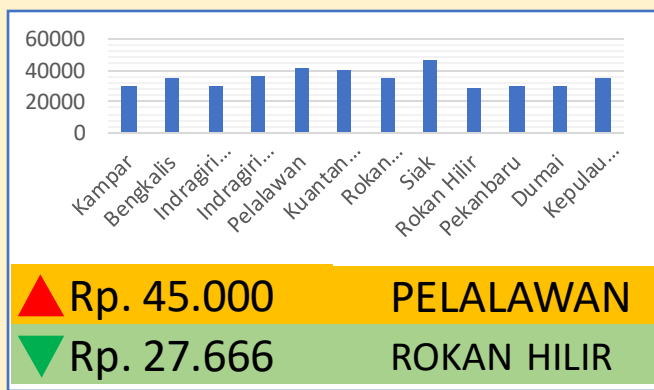 60000
40000
20000
0
Kampar
Bengkalis
Indragiri...
Indragiri...
Pelalawan
Kuantan...
Rokan...
Siak
Rokan Hilir
Pekanbaru
Dumai
Kepulau...
Rp. 45.000 PELALAWAN
Rp. 27.666 ROKAN HILIR